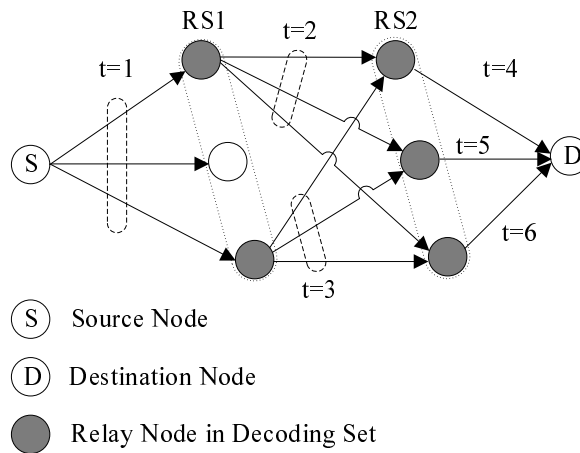 RS1
t=2
RS2
t=1
t=4
S
t=5
D
t=3
t=6
S Source Node
D Destination Node
Relay Node in Decoding Set